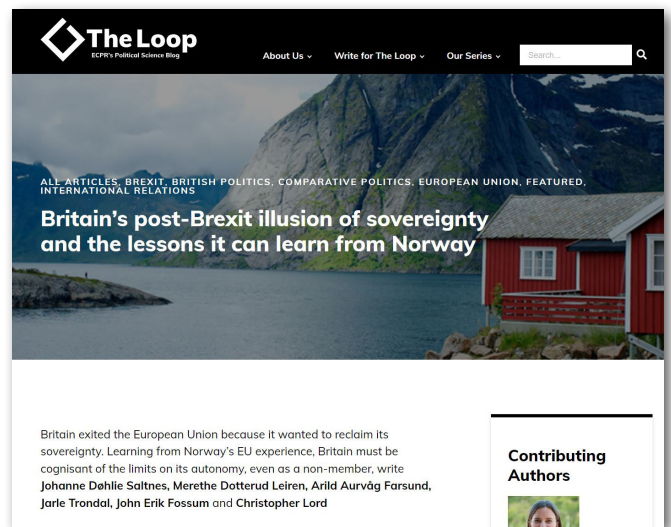 The Loop
ECPR's Political Science Blog
About Us
Write for The Loop
Our Series
Search...
ALL ARTICLES, BREXIT, BRITISH POLITICS, COMPARATIVE POLITICS, EUROPEAN UNION, FEATURED,
INTERNATIONAL RELATIONS
Britain's post-Brexit illusion of sovereignty
and the lessons it can learn from Norway
Britain exited the European Union because it wanted to reclaim its
sovereignty. Learning from Norway's EU experience, Britain must be
cognisant of the limits on its autonomy, even as a non-member, write
Johanne Døhlie Saltnes, Merethe Dotterud Leiren, Arild Aurvåg Farsund,
Jarle Trondal, John Erik Fossum and Christopher Lord
Contributing
Authors